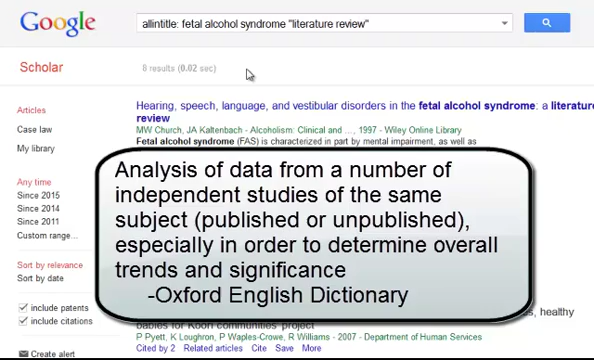 Google
allintitle: fetal alcohol syndrome "literature review"
Scholar
8 results (0.02 sec)
Articles
Case law
My library
Any time
Since 2015
Since 2014
Since 2011
Custom range...
Sort by relevance
Sort by date
include patents
include citations
Create alert
Hearing, speech, language, and vestibular disorders in the fetal alcohol syndrome: a literature
review
MW Church, JA Kaltenbach - Alcoholism: Clinical and …, 1997 - Wiley Online Library
Fetal alcohol syndrome (FAS) is characterized in part by mental impairment, as well as
Analysis of data from a number of
independent studies of the same
subject (published or unpublished),
especially in order to determine overall
trends and significance
-Oxford English Dictionary
healthy
babies for Koori communities' project
P Pyett, K Loughron, P Waples-Crowe, R Williams - 2007 - Department of Human Services
Cited by 2 Related articles Cite Save More